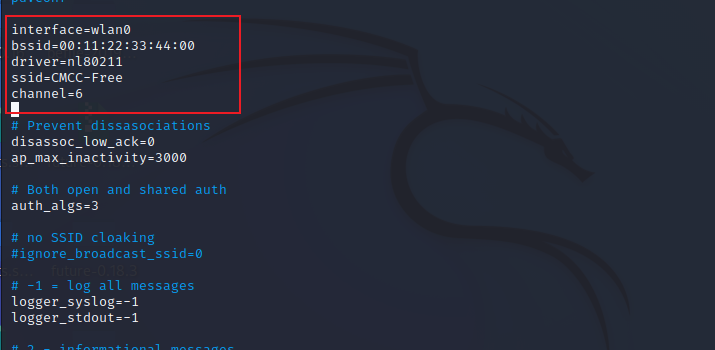 interface=wlan0
bssid=00:11:22:33:44:00
driver=nl80211
ssid=CMCC-Free
channel=6
# Prevent dissasociations
disassoc_low_ack=0
ap_max_inactivity=3000
# Both open and shared auth
auth_algs=3
# no SSID cloaking
#ignore_broadcast_ssid=0
# -1 = log all messages
logger_syslog=-1
logger_stdout=-1
# 2 = informational messages